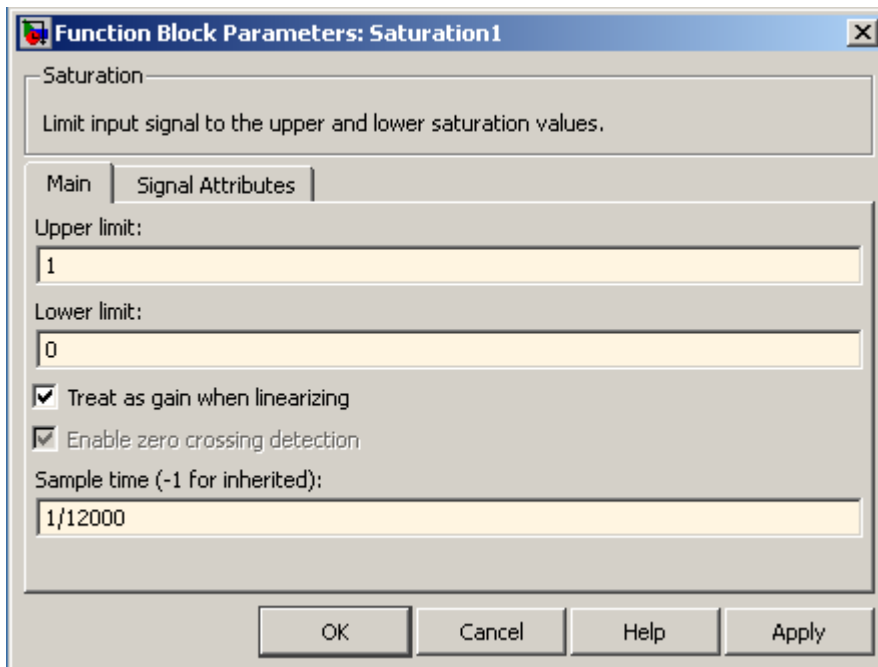 Function Block Parameters: Saturation1
Saturation
Limit input signal to the upper and lower saturation values.
Main
Signal Attributes
Upper limit:
1
Lower limit:
0
Treat as gain when linearizing
Enable zero crossing detection
Sample time (-1 for inherited):
1/12000
OK
Cancel
Help
Apply